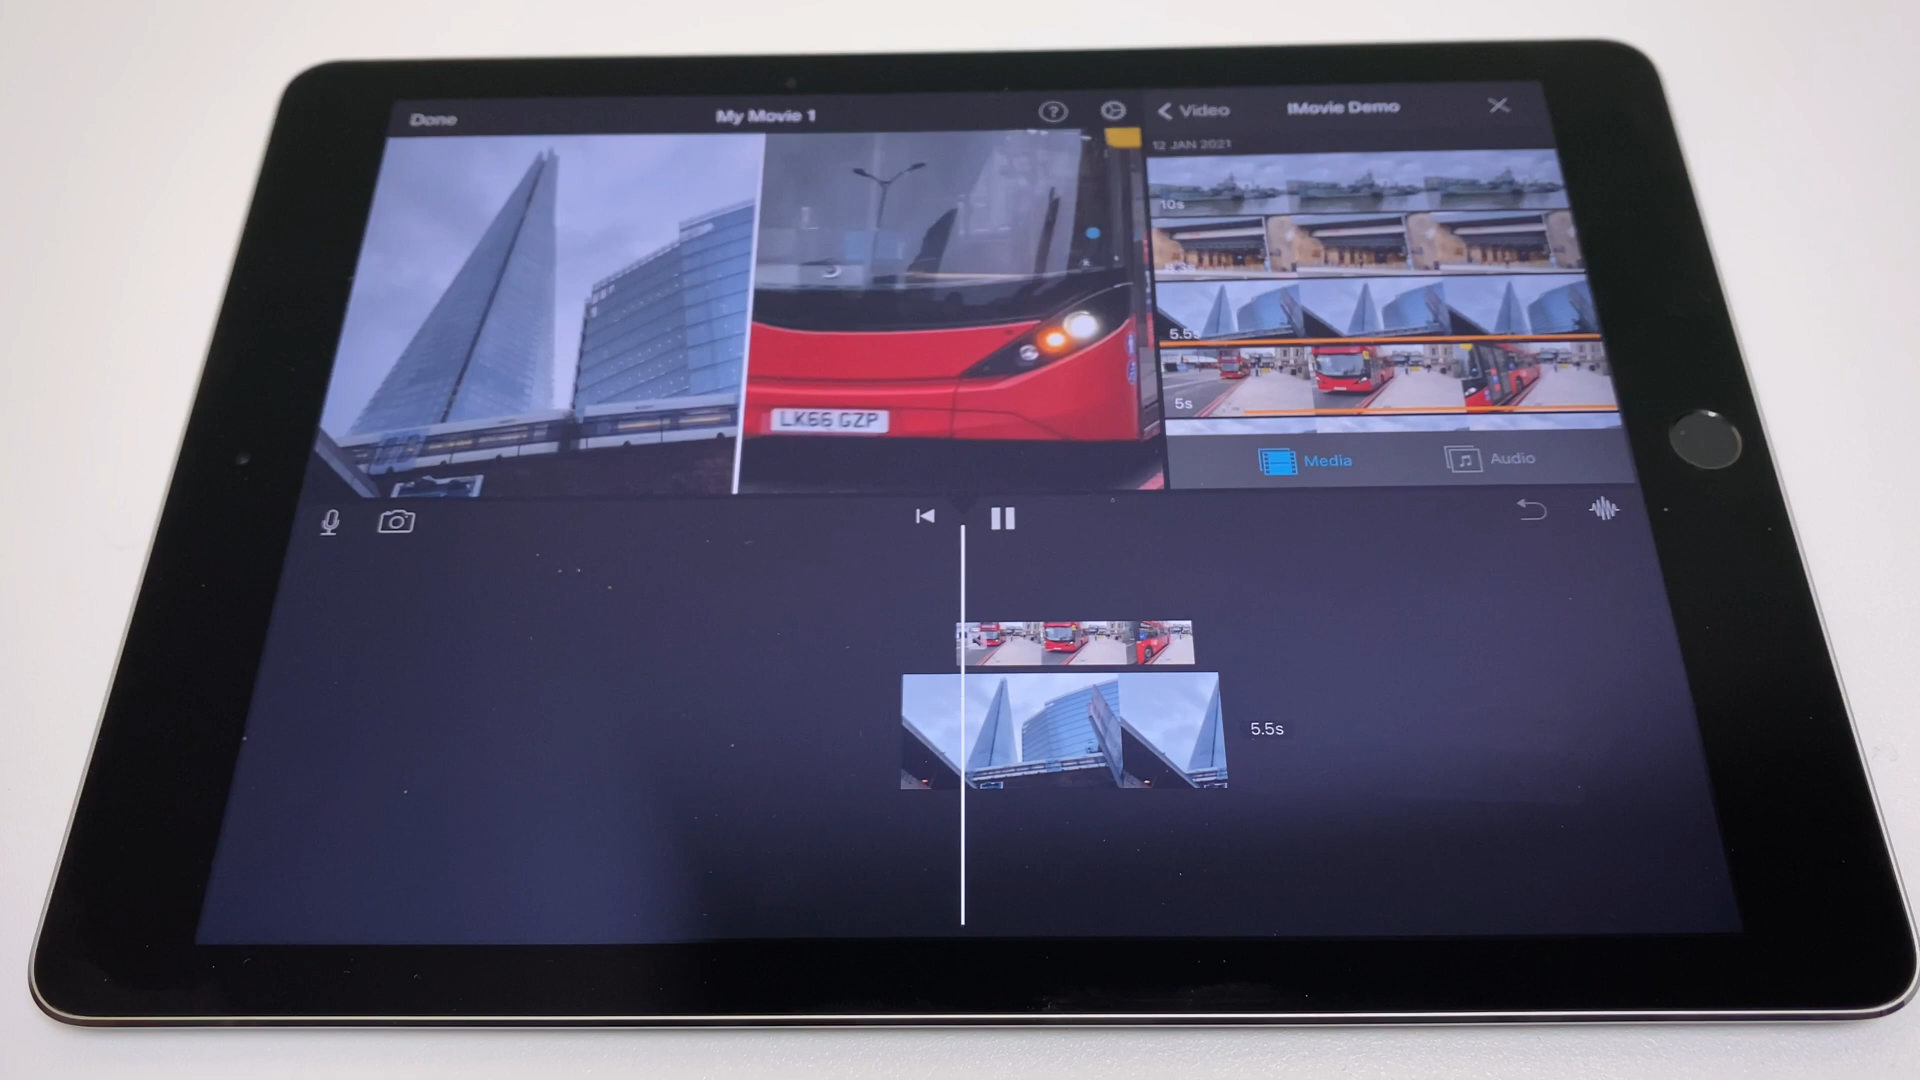 Done
My Movie 1
?
Video
iMovie Demo
12 JAN 2021
10s
5.5s
5s
LK66 GZP
Media
Audio
5.5s